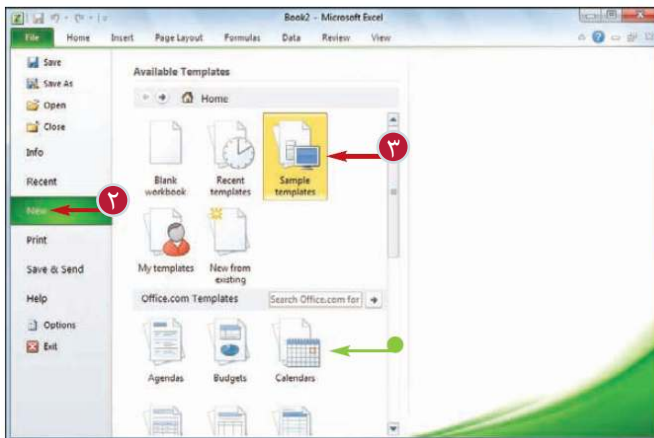 Book2 - Microsoft Excel
File Home Insert Page Layout Formulas Data Review View
Save
Save As
Open
Close
Info
Recent
New
Print
Save & Send
Help
Options
Exit
Available Templates
Home
Blank workbook
Recent templates
Sample templates
۳
۲
My templates
New from existing
Office.com Templates
Search Office.com for
Agendas
Budgets
Calendars